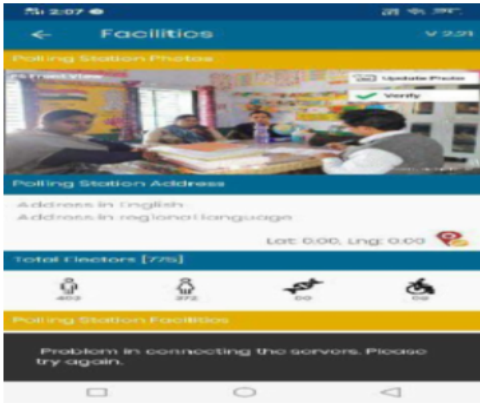 2:07
Facilities
V 2.21
Polling Station Photos
Front View
Update Photo
Verify
Polling Station Address
Address in English
Address in regional language
Lat: 0.00, Lng: 0.00
Total Electors [775]
403 372 00
Polling Station Facilities
Problem in connecting the servers. Please
try again.